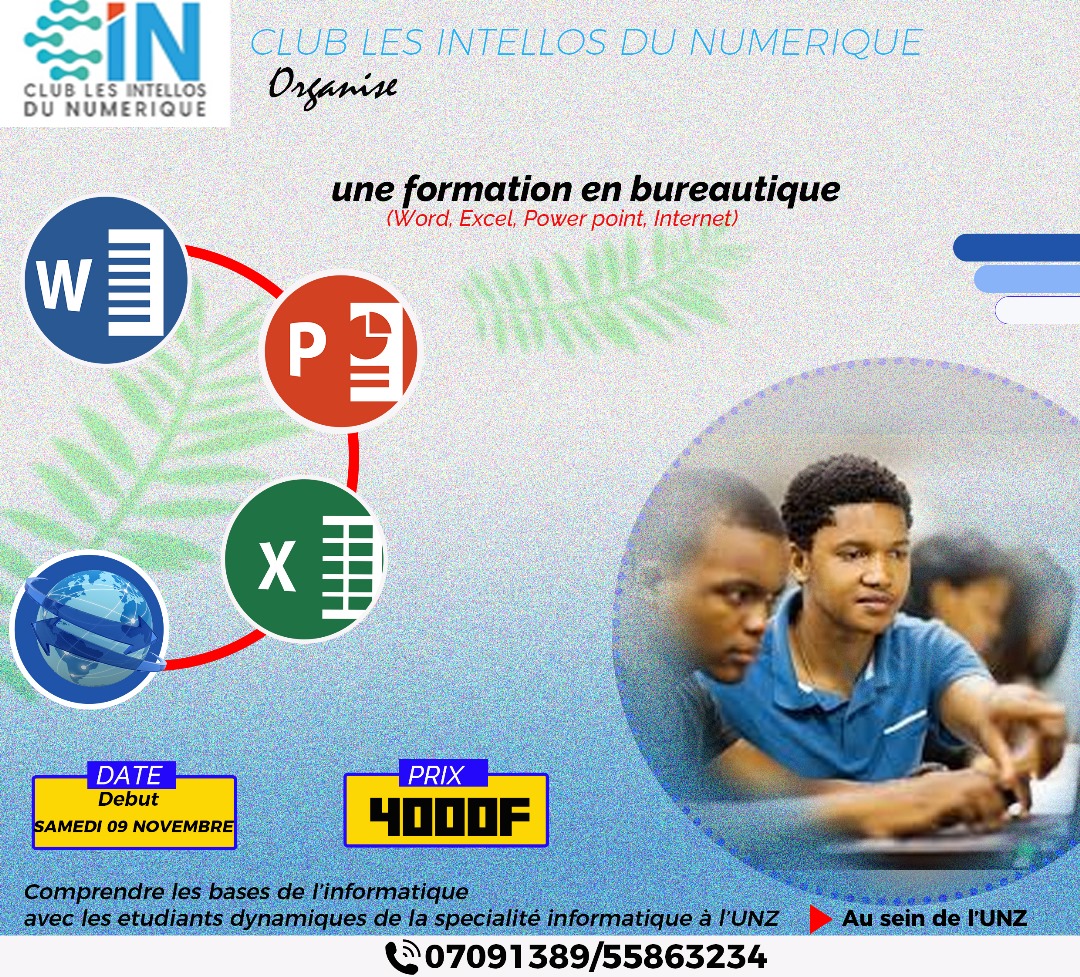 CIN
CLUB LES INTELLOS
DU NUMERIQUE
CLUB LES INTELLOS DU NUMERIQUE
Organise
une formation en bureautique
(Word, Excel, Power point, Internet)
W
P
X
DATE
Debut
SAMEDI 09 NOVEMBRE
PRIX
4000F
Comprendre les bases de l'informatique
avec les etudiants dynamiques de la specialité informatique à l'UNZ
Au sein de l'UNZ
07091389/55863234